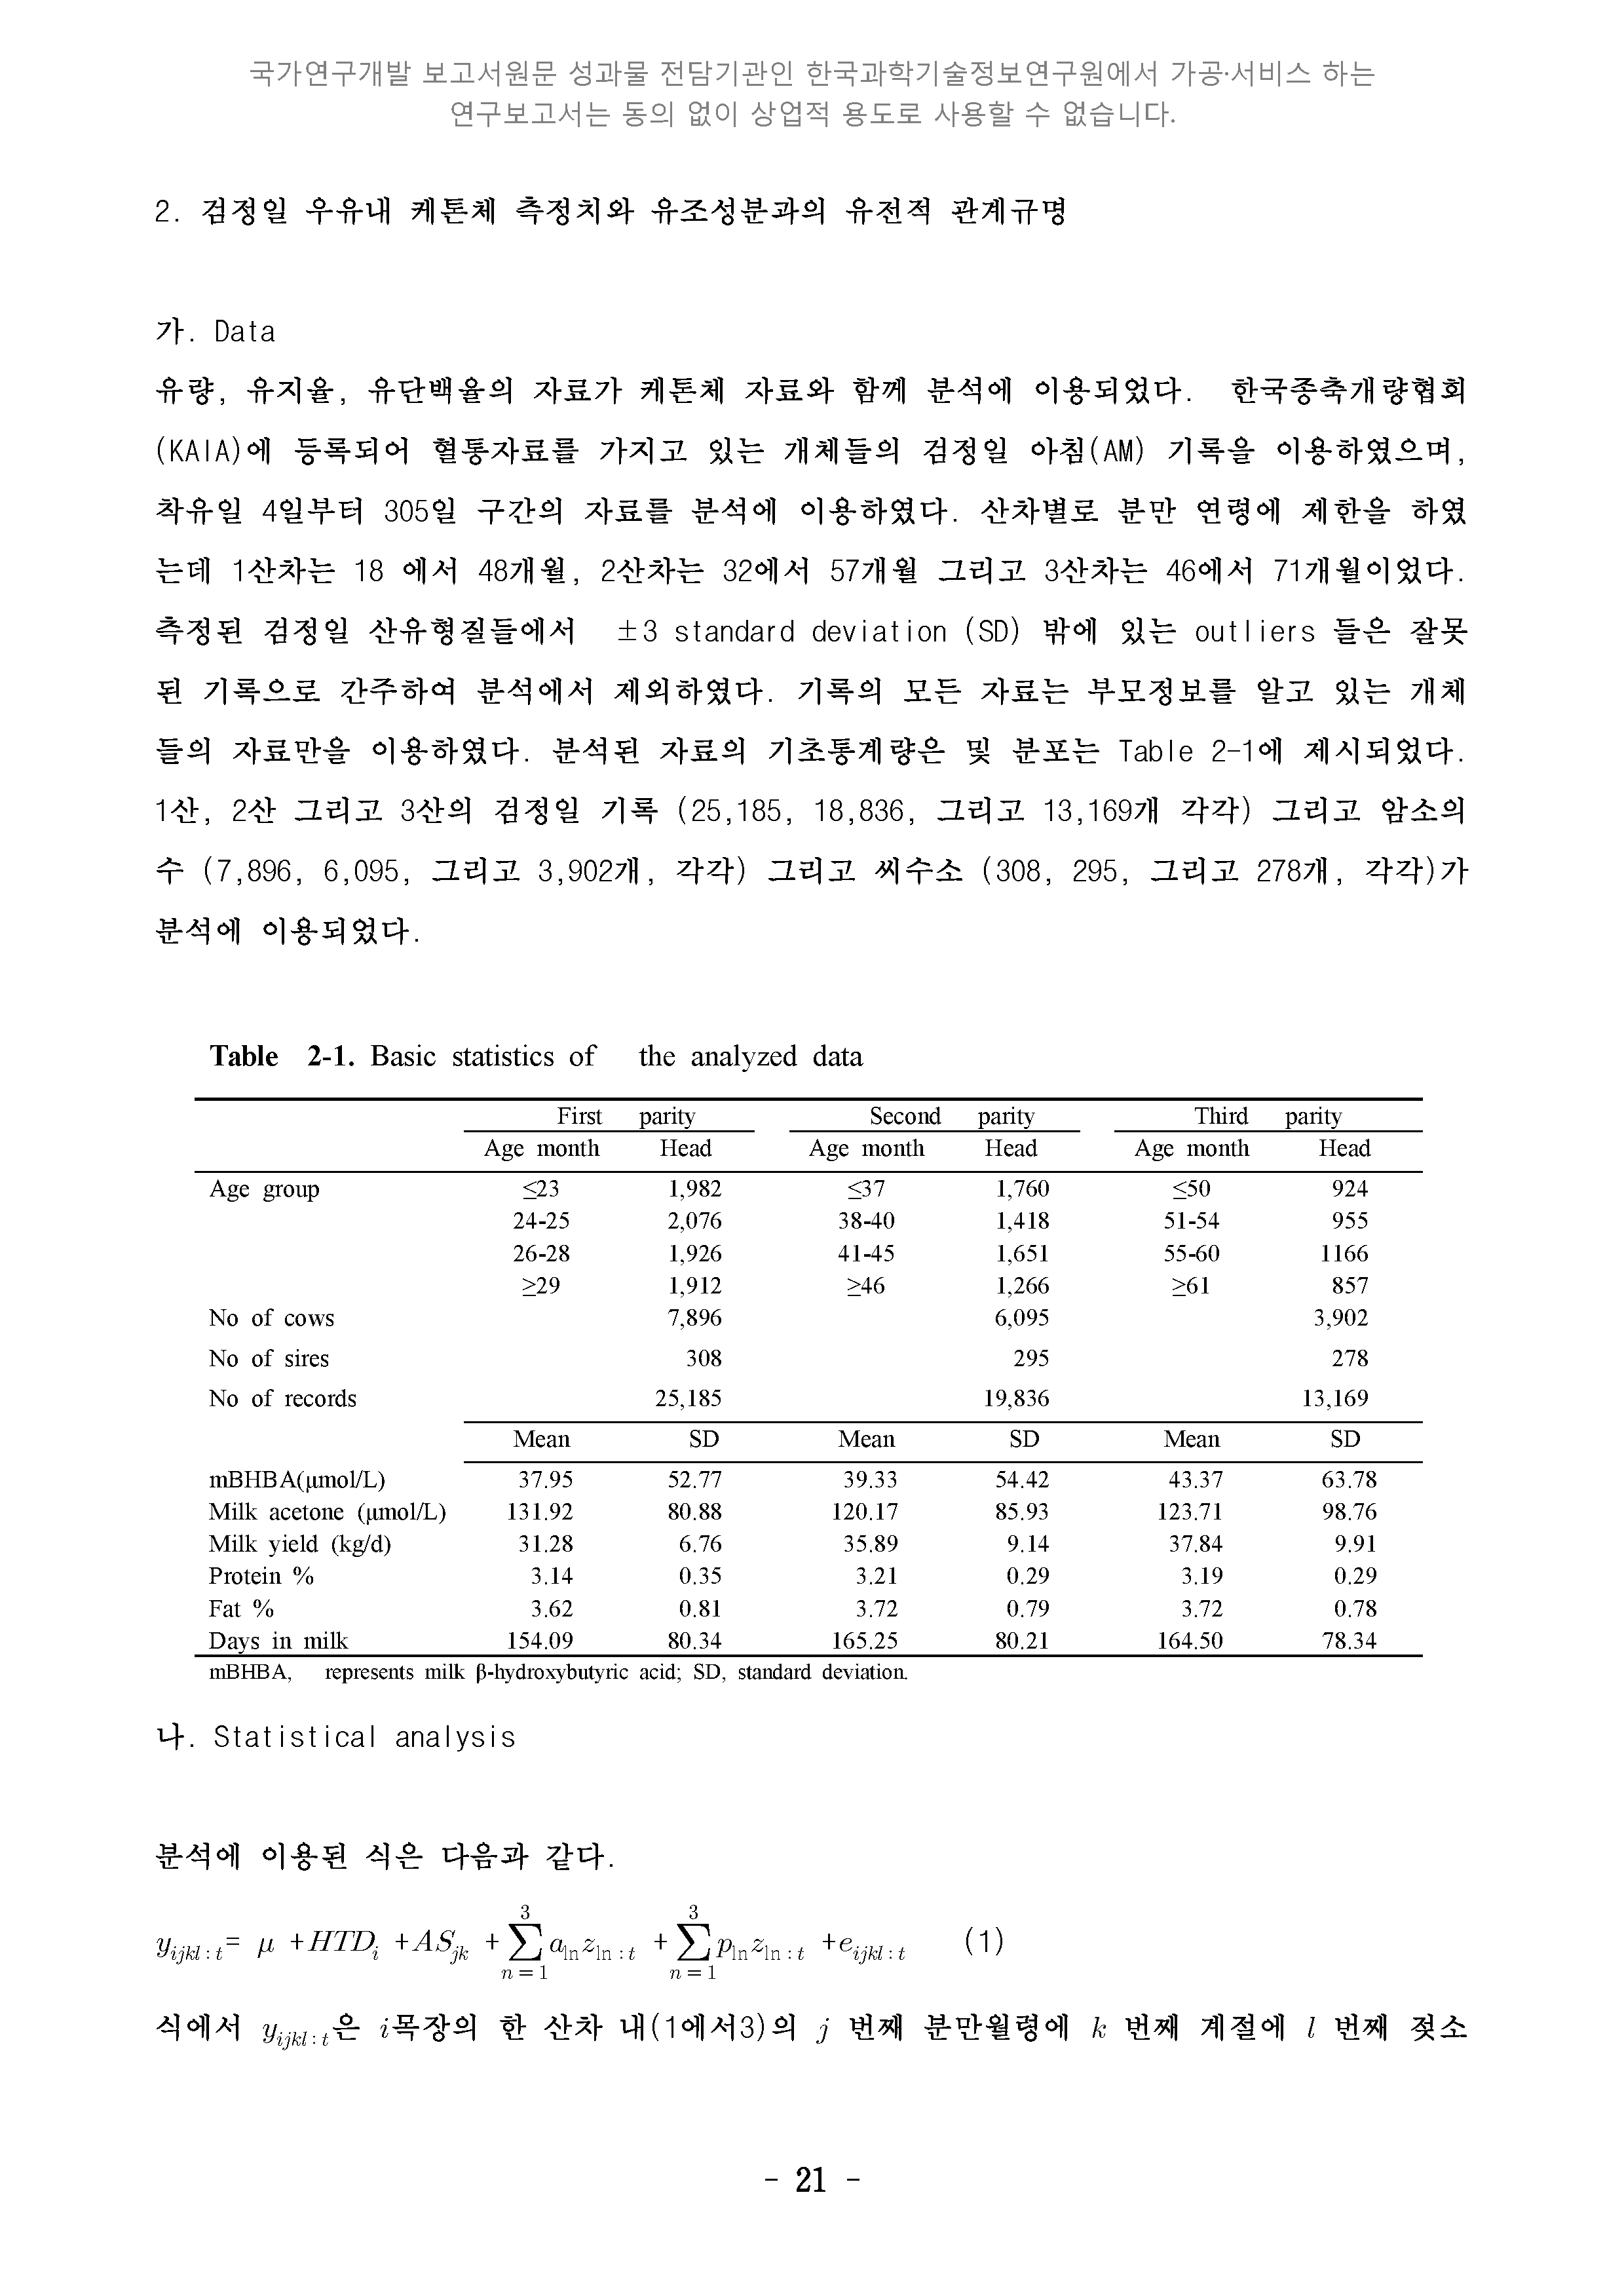 국가연구개발 보고서원문 성과물 전담기관인 한국과학기술정보연구원에서 가공·서비스 하는
연구보고서는 동의 없이 상업적 용도로 사용할 수 없습니다.
2. 검정일 우유내 케톤체 측정치와 유조성분과의 유전적 관계규명
가. Data
유량, 유지율, 유단백율의 자료가 케톤체 자료와 함께 분석에 이용되었다. 한국종축개량협회
(KAIA)에 등록되어 혈통자료를 가지고 있는 개체들의 검정일 아침(AM) 기록을 이용하였으며,
착유일 4일부터 305일 구간의 자료를 분석에 이용하였다. 산차별로 분만 연령에 제한을 하였
는데 1산차는 18 에서 48개월, 2산차는 32에서 57개월 그리고 3산차는 46에서 71개월이었다.
측정된 검정일 산유형질들에서 ±3 standard deviation (SD) 밖에 있는 outliers 들은 잘못
된 기록으로 간주하여 분석에서 제외하였다. 기록의 모든 자료는 부모정보를 알고 있는 개체
들의 자료만을 이용하였다. 분석된 자료의 기초통계량은 및 분포는 Table 2-1에 제시되었다.
1산, 2산 그리고 3산의 검정일 기록 (25,185, 18,836, 그리고 13,169개 각각) 그리고 암소의
수 (7,896, 6,095, 그리고 3,902개, 각각) 그리고 씨수소 (308, 295, 그리고 278개, 각각)가
분석에 이용되었다.
Table 2-1. Basic statistics of the analyzed data
First parity Second parity Third parity
Age month Head Age month Head Age month Head
Age group ≤23 1,982 ≤37 1,760 ≤50 924
24-25 2,076 38-40 1,418 51-54 955
26-28 1,926 41-45 1,651 55-60 1166
≥29 1,912 ≥46 1,266 ≥61 857
No of cows 7,896 6,095 3,902
No of sires 308 295 278
No of records 25,185 19,836 13,169
Mean SD Mean SD Mean SD
mBHBA(μmol/L) 37.95 52.77 39.33 54.42 43.37 63.78
Milk acetone (μmol/L) 131.92 80.88 120.17 85.93 123.71 98.76
Milk yield (kg/d) 31.28 6.76 35.89 9.14 37.84 9.91
Protein % 3.14 0.35 3.21 0.29 3.19 0.29
Fat % 3.62 0.81 3.72 0.79 3.72 0.78
Days in milk 154.09 80.34 165.25 80.21 164.50 78.34
mBHBA, represents milk β-hydroxybutyric acid; SD, standard deviation.
나. Statistical analysis
분석에 이용된 식은 다음과 같다.
y_{ijkl:t} = μ + HTD_i + AS_{jk} + ∑_{n=1}^{3} a_{ln} z_{ln:t} + ∑_{n=1}^{3} p_{ln} z_{ln:t} + e_{ijkl:t} (1)
식에서 y_{ijkl:t}은 i목장의 한 산차 내(1에서3)의 j 번째 분만월령에 k 번째 계절에 l 번째 젖소
- 21 -